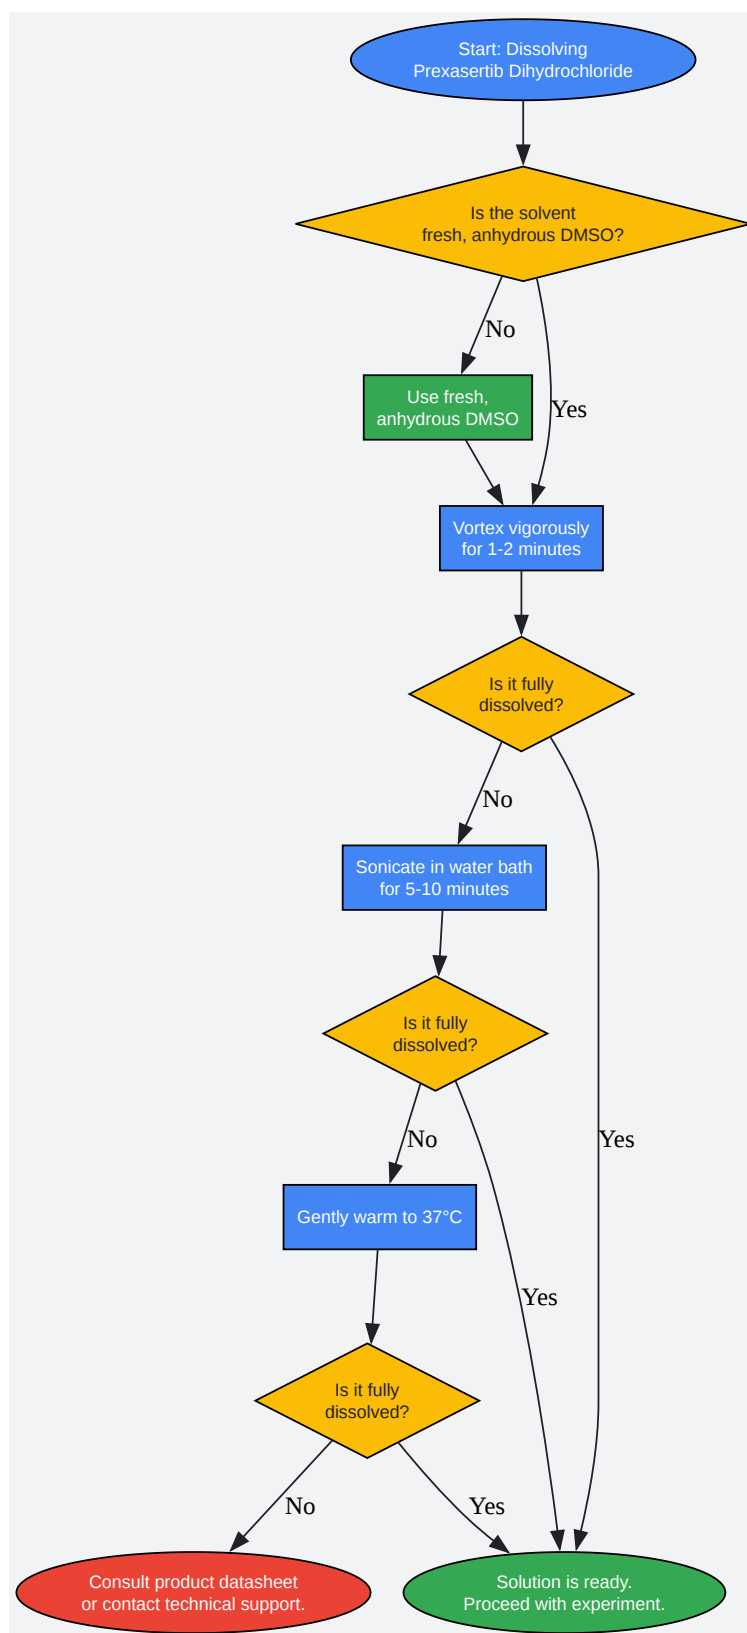 Start: Dissolving
Prexasertib Dihydrochloride
Is the solvent
fresh, anhydrous DMSO?
No
Use fresh,
anhydrous DMSO
Yes
Vortex vigorously
for 1-2 minutes
Is it fully
dissolved?
No
Sonicate in water bath
for 5-10 minutes
Is it fully
dissolved?
No
Yes
Gently warm to 37°C
Yes
Is it fully
dissolved?
No
Yes
Consult product datasheet
or contact technical support.
Solution is ready.
Proceed with experiment.